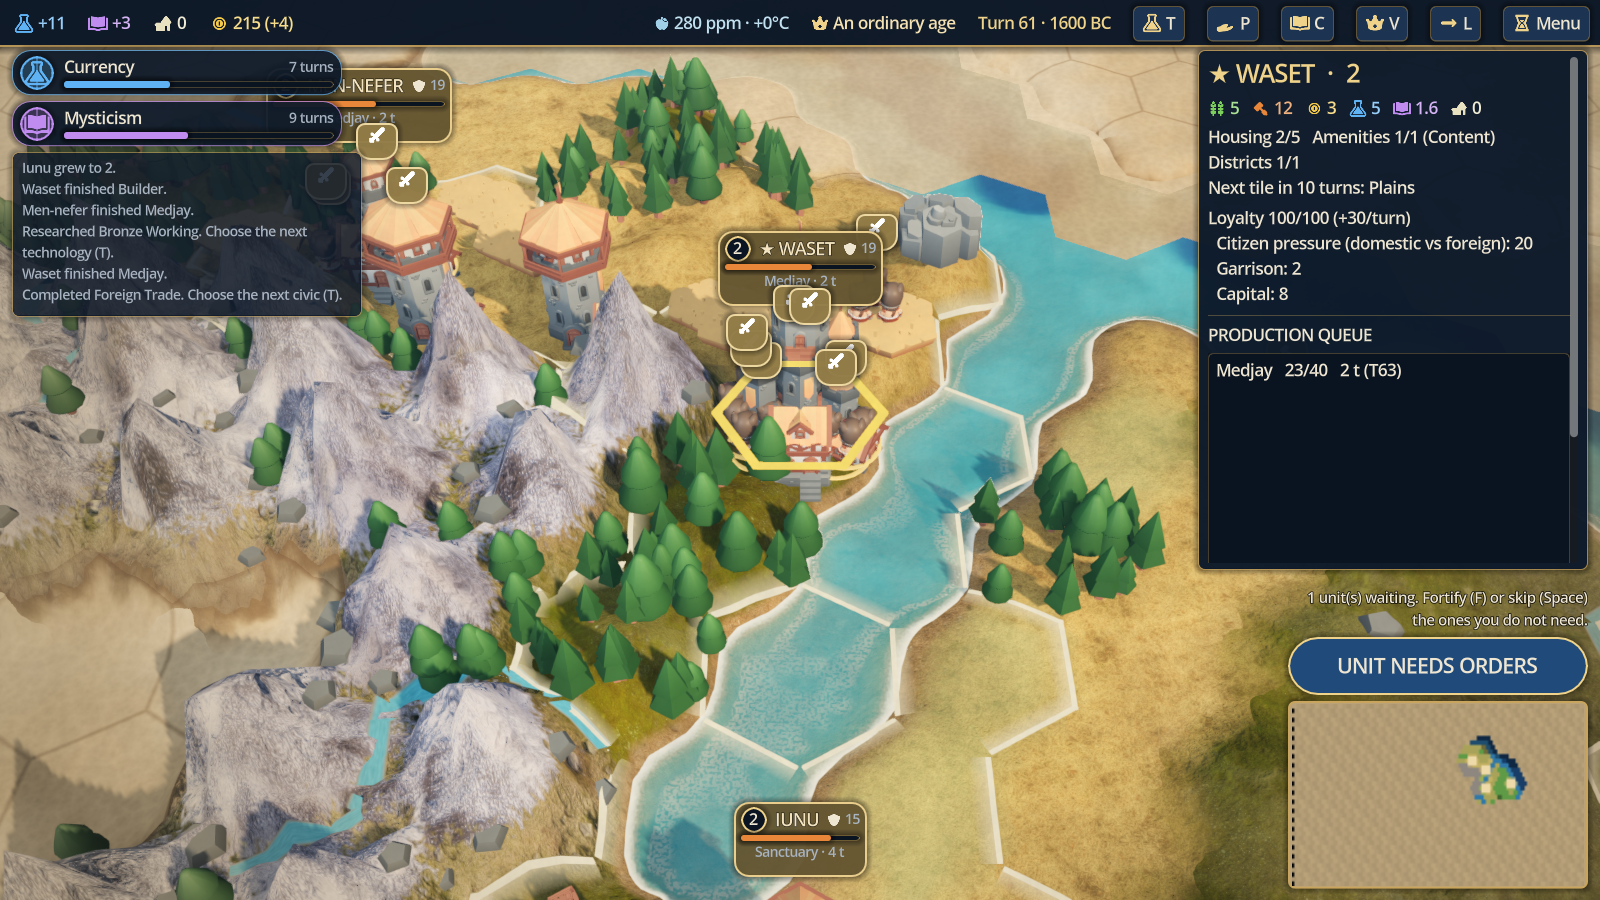 +11 +3 0 215 (+4) 280 ppm · +0°C An ordinary age Turn 61 · 1600 BC T P C V L Menu
Currency 7 turns
Mysticism 9 turns
Iunu grew to 2.
Waset finished Builder.
Men-nefer finished Medjay.
Researched Bronze Working. Choose the next
technology (T).
Waset finished Medjay.
Completed Foreign Trade. Choose the next civic (T).
N-NEFER 19
djay · 2 t
2 ★ WASET 19
Medjay · 2 t
2 IUNU 15
Sanctuary · 4 t
★ WASET · 2
5 12 3 5 1.6 0
Housing 2/5 Amenities 1/1 (Content)
Districts 1/1
Next tile in 10 turns: Plains
Loyalty 100/100 (+30/turn)
Citizen pressure (domestic vs foreign): 20
Garrison: 2
Capital: 8
PRODUCTION QUEUE
Medjay 23/40 2 t (T63)
1 unit(s) waiting. Fortify (F) or skip (Space)
the ones you do not need.
UNIT NEEDS ORDERS